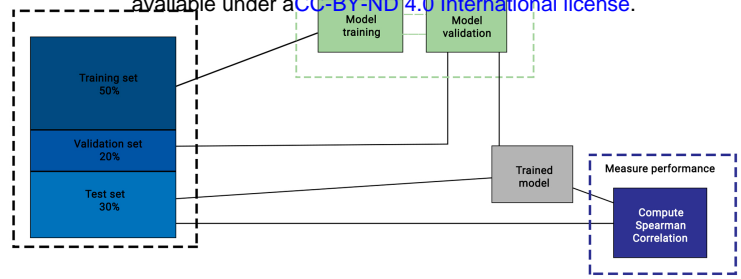 available under aCC-BY-ND 4.0 International license.
Model
training
Model
validation
Training set
50%
Validation set
20%
Test set
30%
Trained
model
Measure performance
Compute
Spearman
Correlation